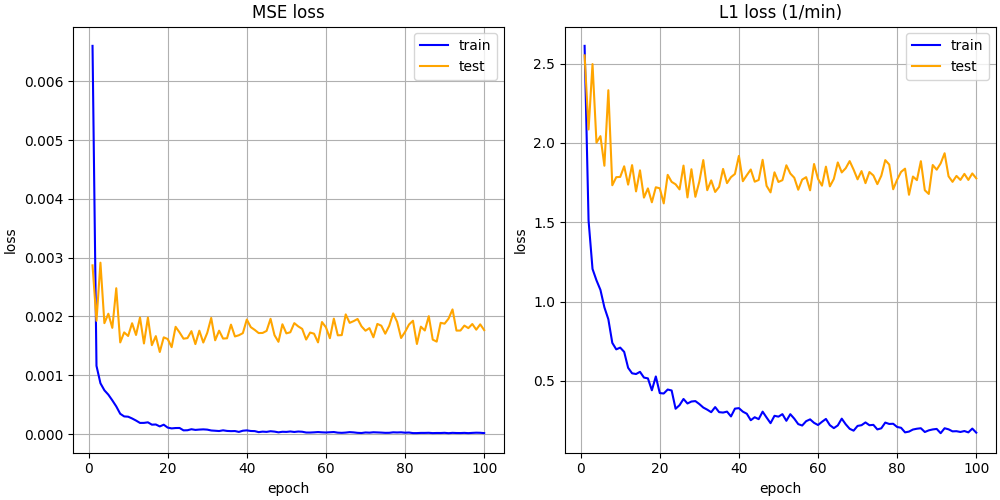 MSE loss
train
test
loss
0.006
0.005
0.004
0.003
0.002
0.001
0.000
0 20 40 60 80 100
epoch
L1 loss (1/min)
train
test
loss
2.5
2.0
1.5
1.0
0.5
0 20 40 60 80 100
epoch